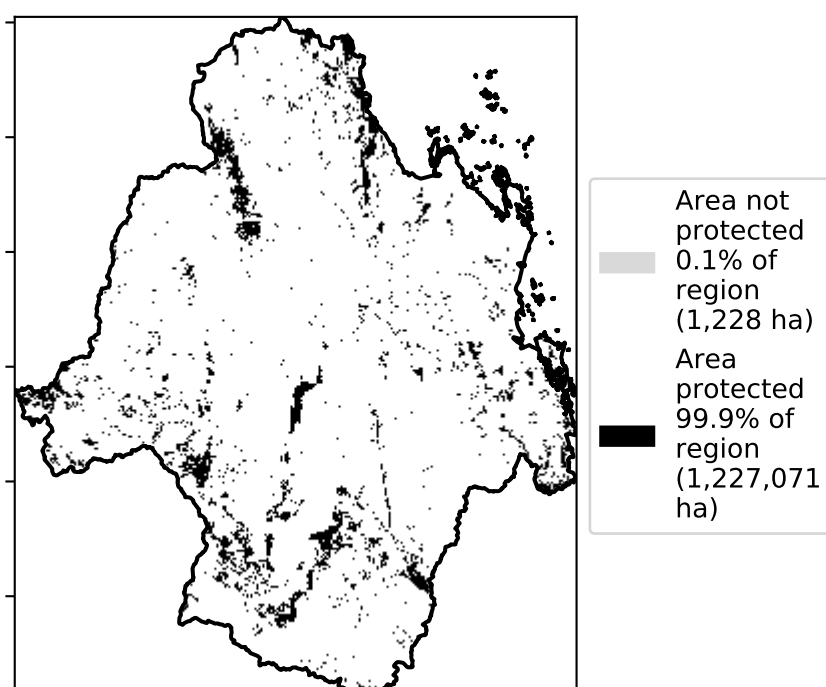 Area not
protected
0.1% of
region
(1,228 ha)
Area
protected
99.9% of
region
(1,227,071
ha)